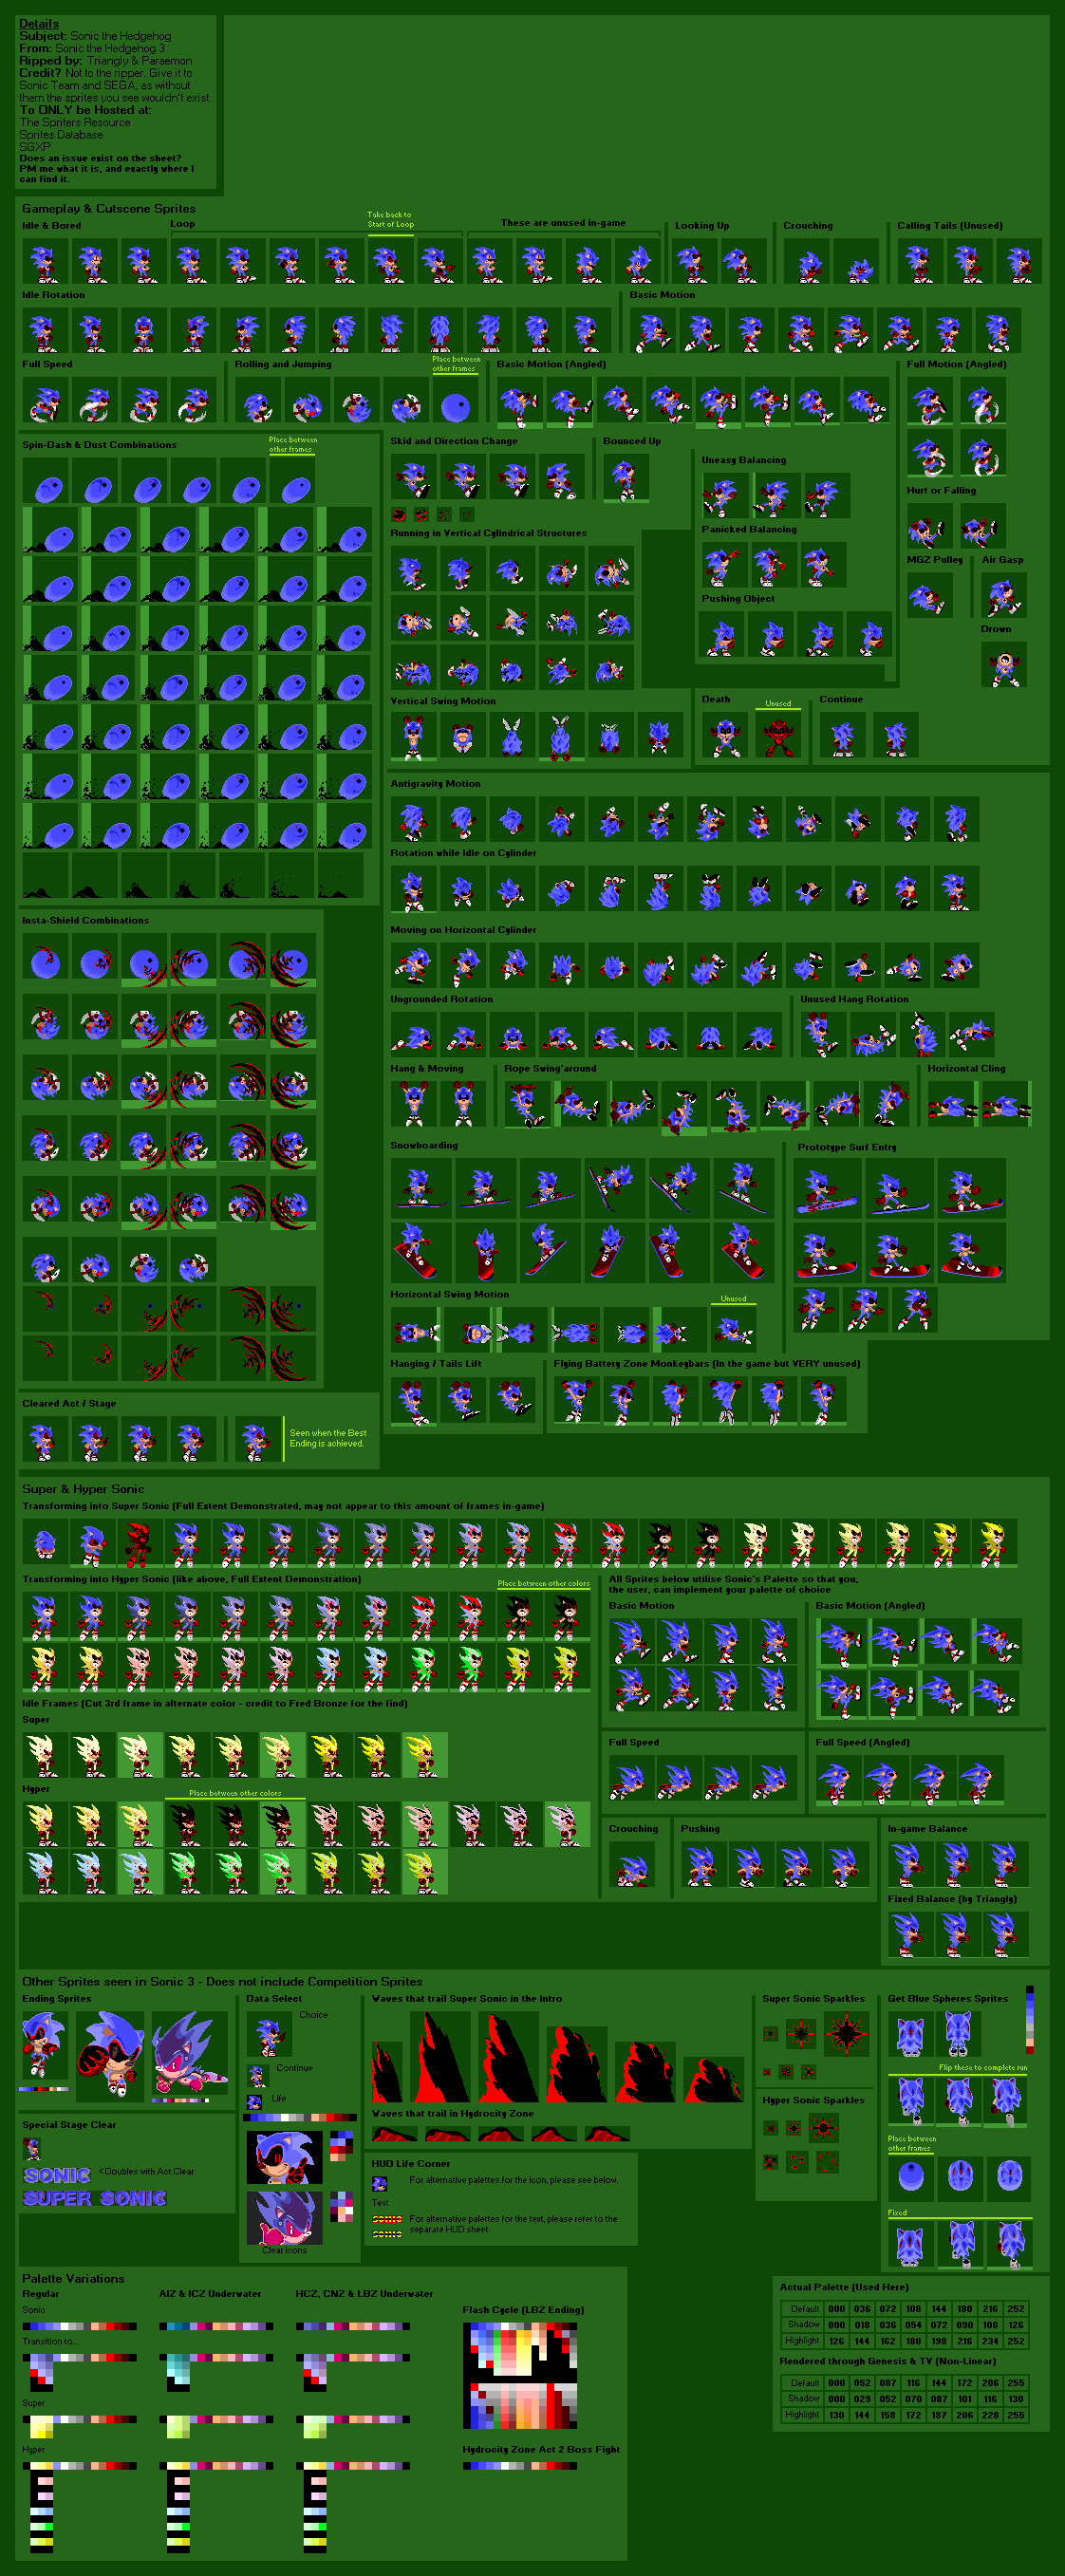 Details
Subject: Sonic the Hedgehog
From: Sonic the Hedgehog 3
Ripped by: Triangly & Paraemon
Credit? Not to the ripper. Give it to
Sonic Team and SEGA, as without
them the sprites you see wouldn't exist.
To ONLY be Hosted at:
The Spriters Resource
Sprites Database
SGXP
Does an issue exist on the sheet?
PM me what it is, and exactly where I
can find it.
Gameplay & Cutscene Sprites
Idle & Bored
Loop
Take back to
Start of Loop
These are unused in-game
Looking Up
Crouching
Calling Tails (Unused)
Idle Rotation
Basic Motion
Full Speed
Rolling and Jumping
Place between
other frames
Basic Motion (Angled)
Full Motion (Angled)
Spin-Dash & Dust Combinations
Place between
other frames
Skid and Direction Change
Bounced Up
Uneasy Balancing
Hurt or Falling
Panicked Balancing
Running in Vertical Cylindrical Structures
MGZ Pulley
Air Gasp
Pushing Object
Drown
Vertical Swing Motion
Death
Unused
Continue
Antigravity Motion
Rotation while Idle on Cylinder
Insta-Shield Combinations
Moving on Horizontal Cylinder
Ungrounded Rotation
Unused Hang Rotation
Hang & Moving
Rope Swing'around
Horizontal Cling
Snowboarding
Prototype Surf Entry
Horizontal Swing Motion
Unused
Hanging / Tails Lift
Flying Battery Zone Monkeybars (In the game but VERY unused)
Cleared Act / Stage
Seen when the Best
Ending is achieved.
Super & Hyper Sonic
Transforming into Super Sonic (Full Extent Demonstrated, may not appear to this amount of frames in-game)
Transforming into Hyper Sonic (like above, Full Extent Demonstration)
Place between other colors
All Sprites below utilise Sonic's Palette so that you,
the user, can implement your palette of choice
Basic Motion
Basic Motion (Angled)
Idle Frames (Cut 3rd frame in alternate color - credit to Fred Bronze for the find)
Super
Full Speed
Full Speed (Angled)
Hyper
Place between other colors
Crouching
Pushing
In-game Balance
Fixed Balance (by Triangly)
Other Sprites seen in Sonic 3 - Does not include Competition Sprites
Ending Sprites
Data Select
Choice
Continue
Life
Waves that trail Super Sonic in the Intro
Super Sonic Sparkles
Get Blue Spheres Sprites
Flip these to complete run
Hyper Sonic Sparkles
Waves that trail in Hydrocity Zone
Special Stage Clear
<Doubles with Act Clear
SONIC
SUPER SONIC
Clear Icons
HUD Life Corner
For alternative palettes for the icon, please see below.
Text
For alternative palettes for the text, please refer to the
separate HUD sheet.
Place between
other frames
Fixed
Palette Variations
Regular
AIZ & ICZ Underwater
HCZ, CNZ & LBZ Underwater
Sonic
Transition to...
Super
Hyper
Flash Cycle (LBZ Ending)
Hydrocity Zone Act 2 Boss Fight
Actual Palette (Used Here)
Default 000 036 072 108 144 180 216 252
Shadow 000 018 036 054 072 090 108 126
Highlight 126 144 162 180 198 216 234 252
Rendered through Genesis & TV (Non-Linear)
Default 000 052 087 116 144 172 206 255
Shadow 000 029 052 070 087 101 116 130
Highlight 130 144 158 172 187 206 228 255